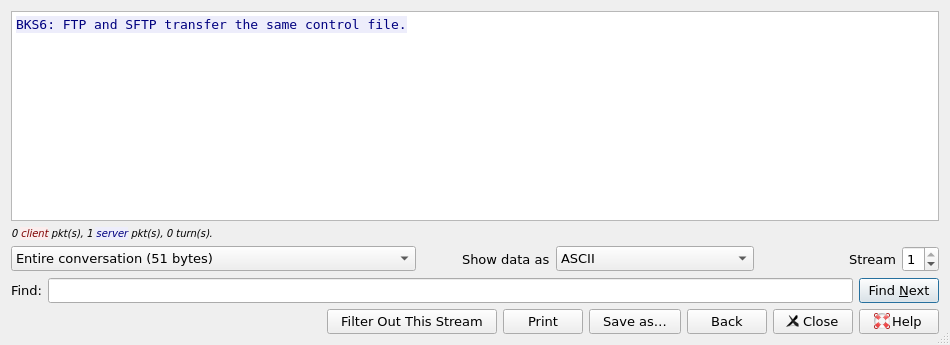 BKS6: FTP and SFTP transfer the same control file.
0 client pkt(s), 1 server pkt(s), 0 turn(s).
Entire conversation (51 bytes) Show data as ASCII Stream 1
Find: Find Next
Filter Out This Stream Print Save as… Back Close Help